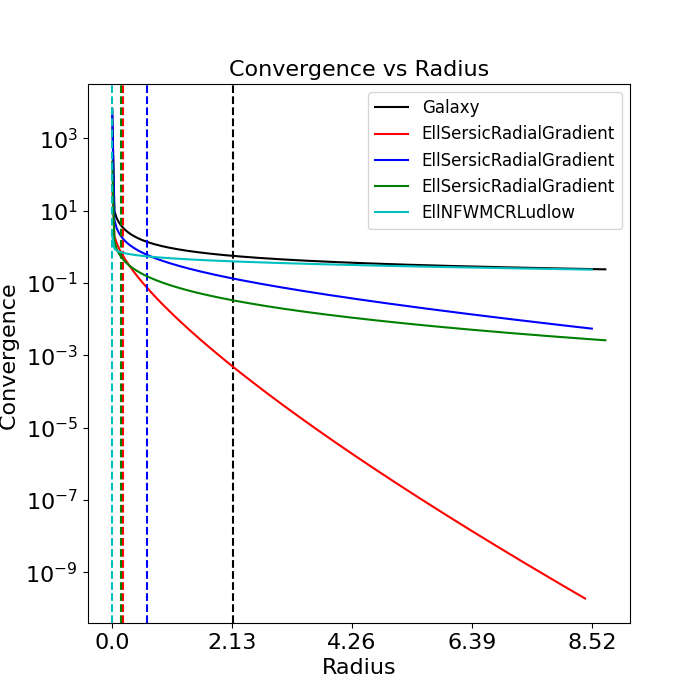 Convergence vs Radius
Galaxy
EllSersicRadialGradient
EllSersicRadialGradient
EllSersicRadialGradient
EllNFWMCRLudlow
Convergence
10^3
10^1
10^-1
10^-3
10^-5
10^-7
10^-9
0.0 2.13 4.26 6.39 8.52
Radius